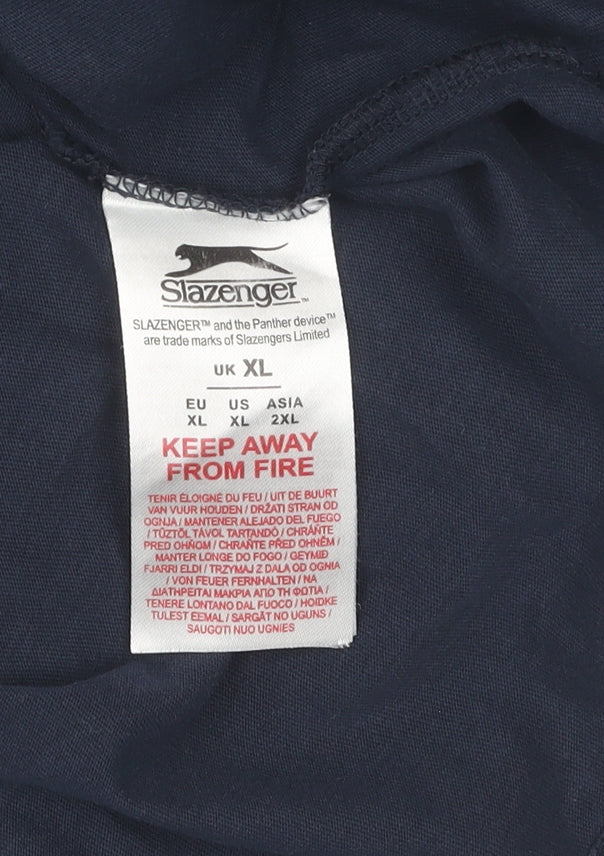 Slazenger™
SLAZENGER™ and the Panther device™
are trade marks of Slazengers Limited
UK XL
EU US ASIA
XL XL 2XL
KEEP AWAY
FROM FIRE
TENIR ÉLOIGNÉ DU FEU / UIT DE BUURT
VAN VUUR HOUDEN / DRŽATI STRAN OD
OGNJA / MANTENER ALEJADO DEL FUEGO
/ TŰZTŐL TÁVOL TARTANDÓ / CHRÁŇTE
PRED OHŇOM / CHRAŇTE PŘED OHNĚM /
MANTER LONGE DO FOGO / GEYMIÐ
FJARRI ELDI / TRZYMAJ Z DALA OD OGNIA
/ VON FEUER FERNHALTEN / ΝΑ
ΔΙΑΤΗΡΕΙΤΑΙ ΜΑΚΡΙΑ ΑΠΟ ΤΗ ΦΩΤΙΑ /
TENERE LONTANO DAL FUOCO / HOIDKE
TULEST EEMAL / SARGĀT NO UGUNS /
SAUGOTI NUO UGNIES